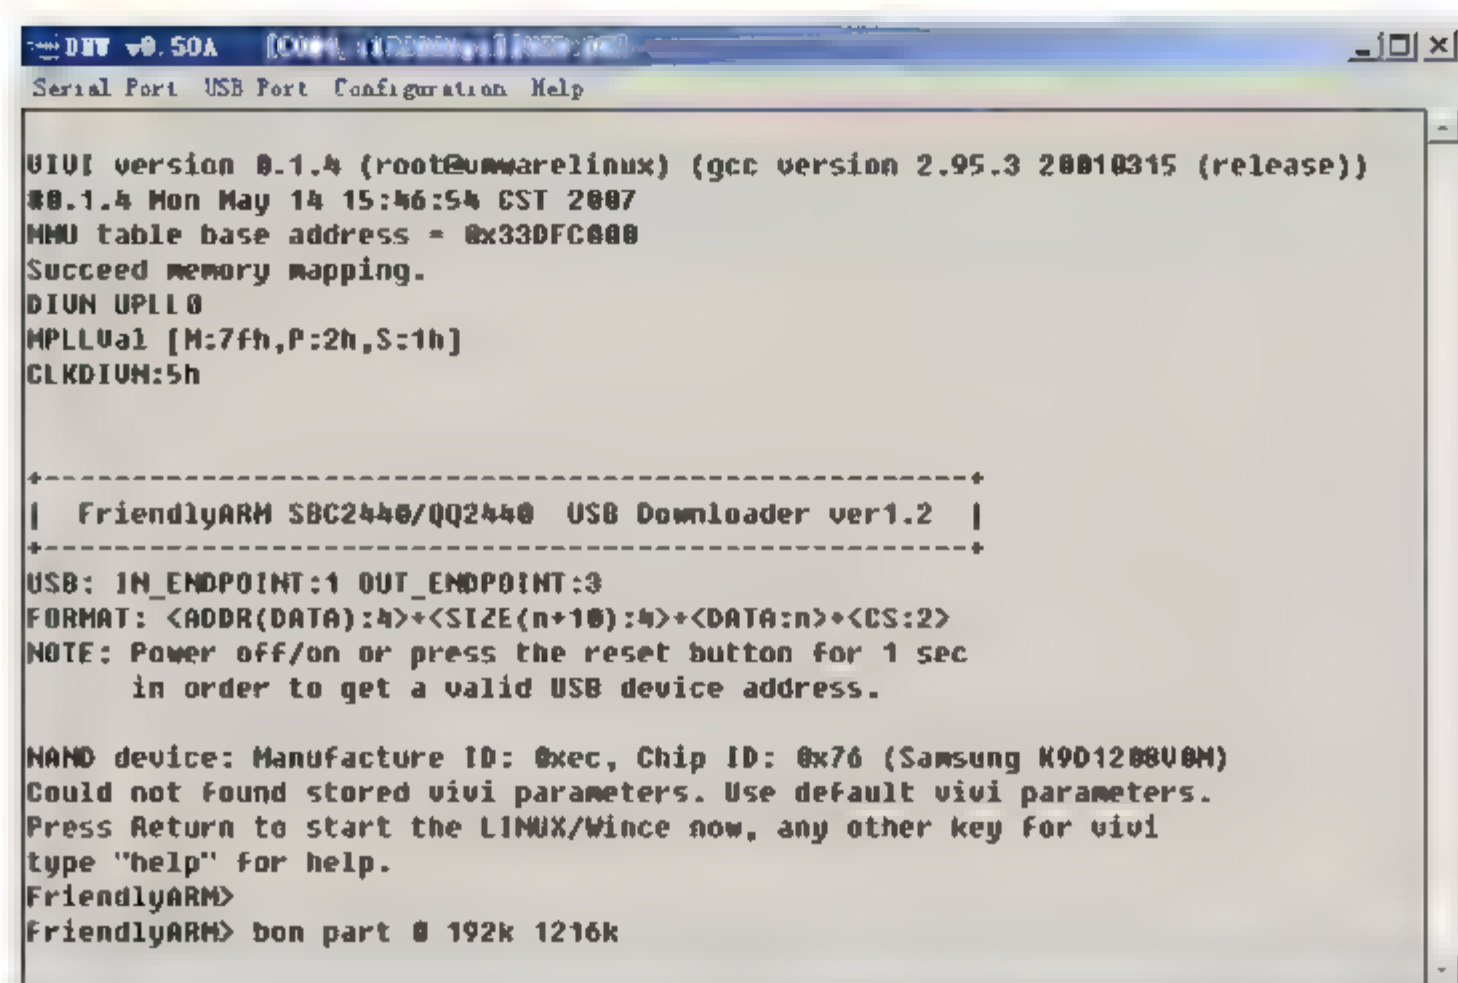 DNW v0.50A
Serial Port USB Port Configuration Help
VIVI version 0.1.4 (root@vmwarelinux) (gcc version 2.95.3 20010315 (release))
#0.1.4 Mon May 14 15:46:54 CST 2007
MMU table base address = 0x33DFC000
Succeed memory mapping.
DIVN UPLL0
MPLLVal [M:7fh,P:2h,S:1h]
CLKDIVN:5h
+------------------------------------------------------+
| FriendlyARM SBC2440/QQ2440 USB Downloader ver1.2 |
+------------------------------------------------------+
USB: IN_ENDPOINT:1 OUT_ENDPOINT:3
FORMAT: <ADDR(DATA):4>+<SIZE(n+10):4>+<DATA:n>+<CS:2>
NOTE: Power off/on or press the reset button for 1 sec
in order to get a valid USB device address.
NAND device: Manufacture ID: 0xec, Chip ID: 0x76 (Samsung K9D1208V0M)
Could not found stored vivi parameters. Use default vivi parameters.
Press Return to start the LINUX/Wince now, any other key for vivi
type "help" for help.
FriendlyARM>
FriendlyARM> bon part 0 192k 1216k